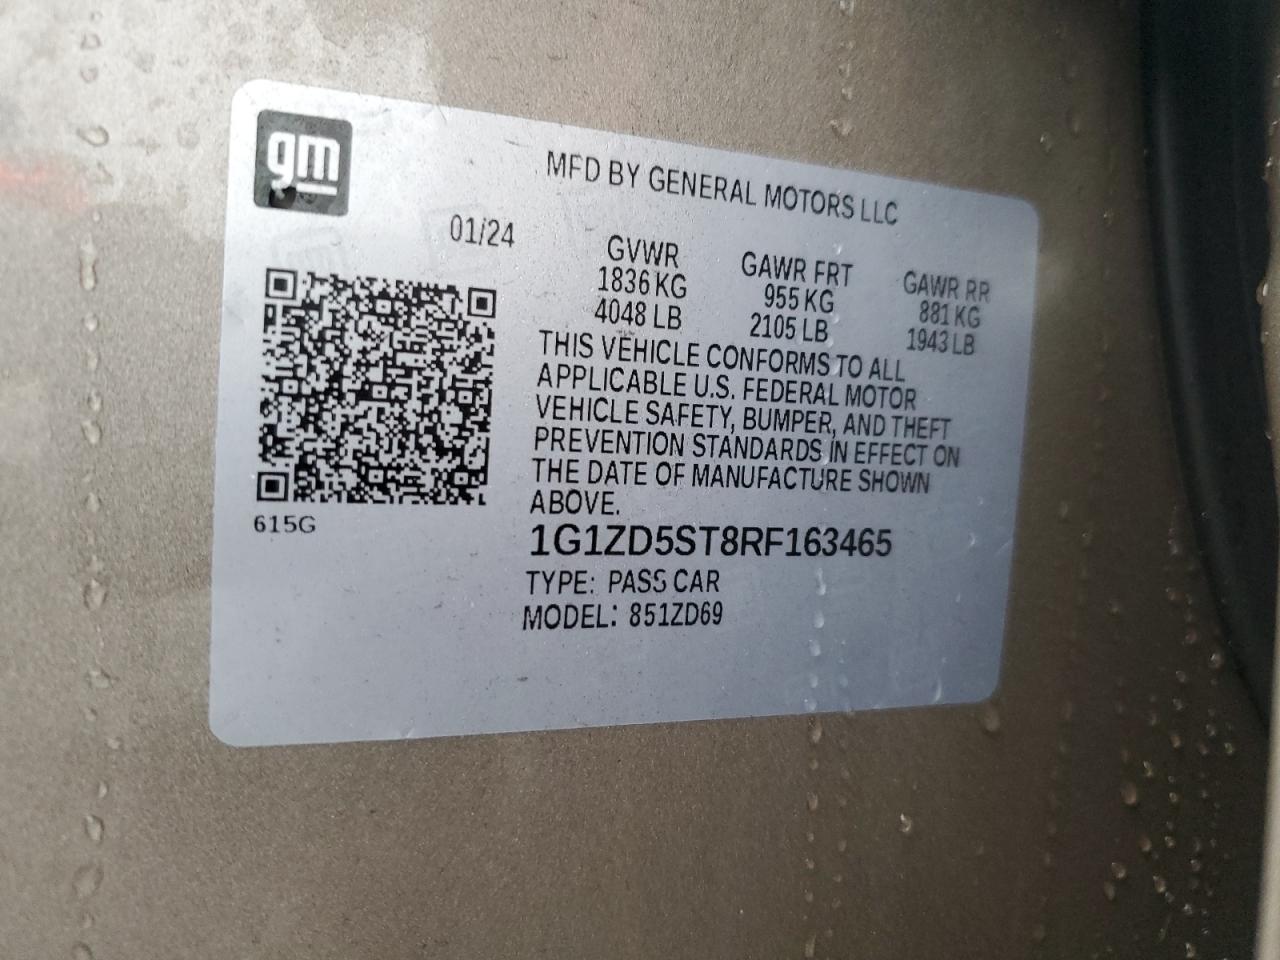 gm
MFD BY GENERAL MOTORS LLC
01/24
GVWR
1836 KG
4048 LB
GAWR FRT
955 KG
2105 LB
GAWR RR
881 KG
1943 LB
THIS VEHICLE CONFORMS TO ALL
APPLICABLE U.S. FEDERAL MOTOR
VEHICLE SAFETY, BUMPER, AND THEFT
PREVENTION STANDARDS IN EFFECT ON
THE DATE OF MANUFACTURE SHOWN
ABOVE.
615G
1G1ZD5ST8RF163465
TYPE: PASS CAR
MODEL: 851ZD69